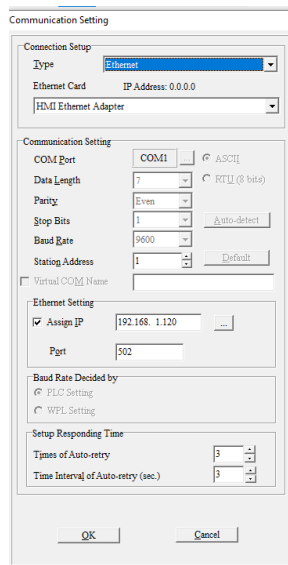 Communication Setting
Connection Setup
Type Ethernet
Ethernet Card IP Address: 0.0.0.0
HMI Ethernet Adapter
Communication Setting
COM Port COM1 ... ASCII
Data Length 7 RTU (8 bits)
Parity Even
Stop Bits 1 Auto-detect
Baud Rate 9600
Station Address 1 Default
Virtual COM Name
Ethernet Setting
Assign IP 192.168. 1.120 ...
Port 502
Baud Rate Decided by
PLC Setting
WPL Setting
Setup Responding Time
Times of Auto-retry 3
Time Interval of Auto-retry (sec.) 3
OK Cancel